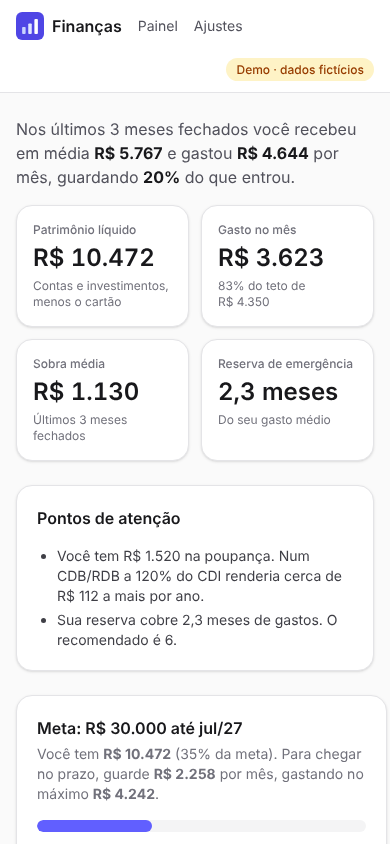 Finanças Painel Ajustes
Demo · dados fictícios
Nos últimos 3 meses fechados você recebeu
em média R$ 5.767 e gastou R$ 4.644 por
mês, guardando 20% do que entrou.
Patrimônio líquido
R$ 10.472
Contas e investimentos,
menos o cartão
Gasto no mês
R$ 3.623
83% do teto de
R$ 4.350
Sobra média
R$ 1.130
Últimos 3 meses
fechados
Reserva de emergência
2,3 meses
Do seu gasto médio
Pontos de atenção
• Você tem R$ 1.520 na poupança. Num
CDB/RDB a 120% do CDI renderia cerca de
R$ 112 a mais por ano.
• Sua reserva cobre 2,3 meses de gastos. O
recomendado é 6.
Meta: R$ 30.000 até jul/27
Você tem R$ 10.472 (35% da meta). Para chegar
no prazo, guarde R$ 2.258 por mês, gastando no
máximo R$ 4.242.